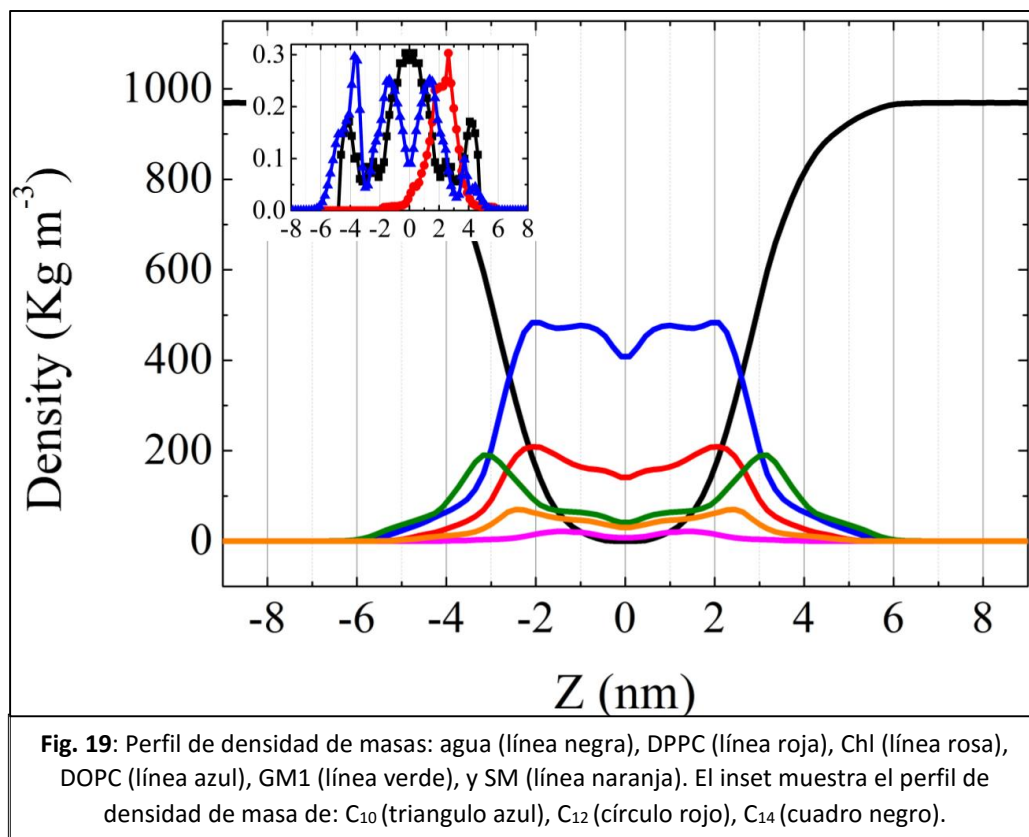 1000
800
600
400
200
0
Density (Kg m-3)
0.3
0.2
0.1
0.0
-8 -6 -4 -2 0 2 4 6 8
-8 -6 -4 -2 0 2 4 6 8
Z (nm)
Fig. 19: Perfil de densidad de masas: agua (línea negra), DPPC (línea roja), Chl (línea rosa),
DOPC (línea azul), GM1 (línea verde), y SM (línea naranja). El inset muestra el perfil de
densidad de masa de: C10 (triangulo azul), C12 (círculo rojo), C14 (cuadro negro).